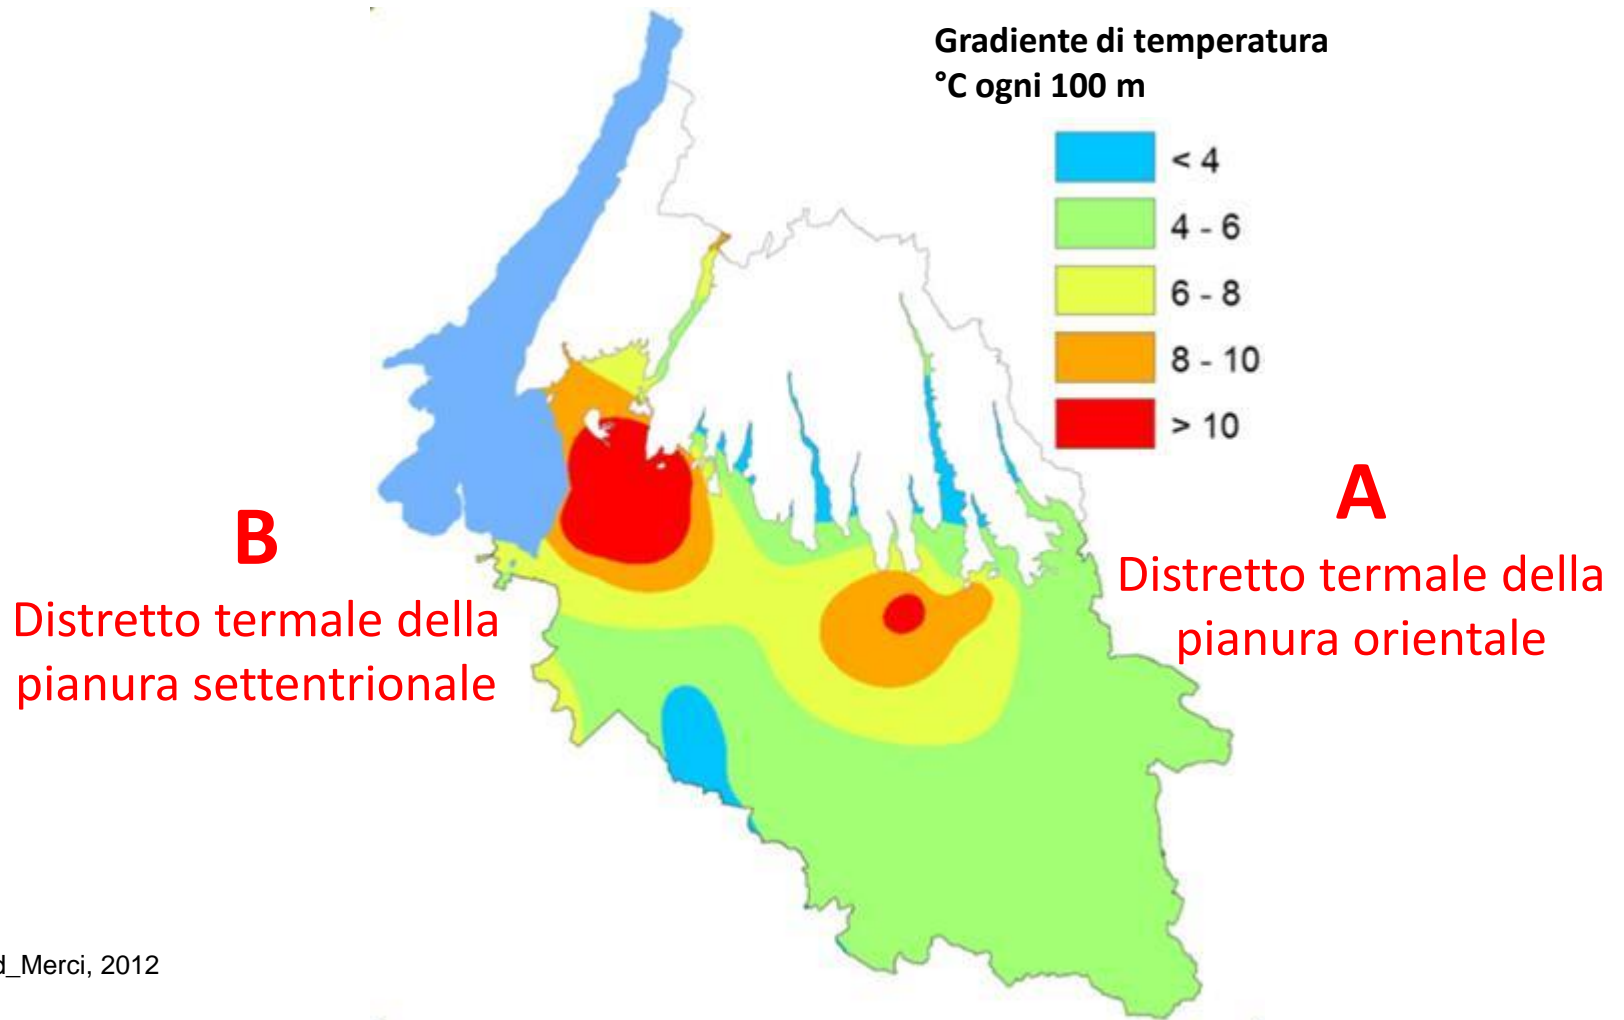 Gradiente di temperatura
°C ogni 100 m
< 4
4 - 6
6 - 8
8 - 10
> 10
A
Distretto termale della
pianura orientale
B
Distretto termale della
pianura settentrionale
d_Merci, 2012